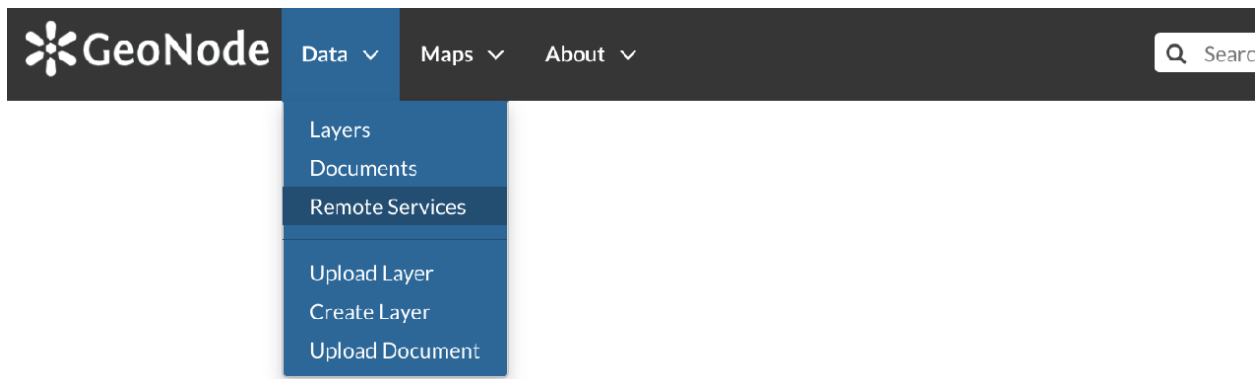 GeoNode Data Maps About
Layers
Documents
Remote Services
Upload Layer
Create Layer
Upload Document